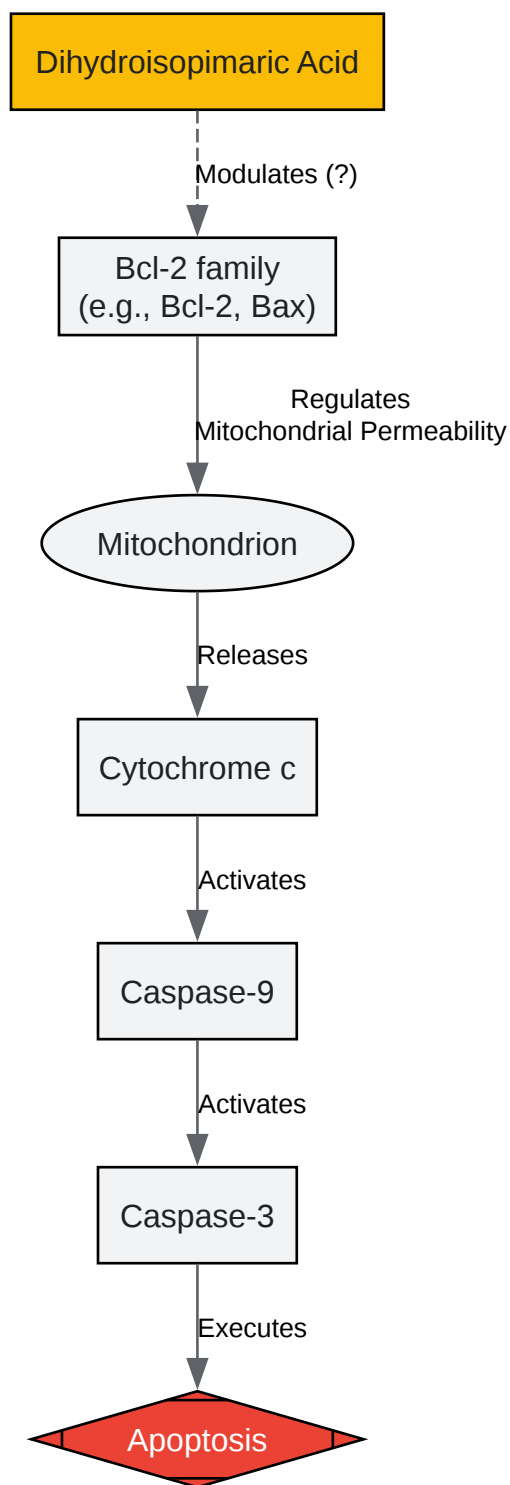 Dihydroisopimaric Acid
Modulates (?)
Bcl-2 family
(e.g., Bcl-2, Bax)
Regulates
Mitochondrial Permeability
Mitochondrion
Releases
Cytochrome c
Activates
Caspase-9
Activates
Caspase-3
Executes
Apoptosis